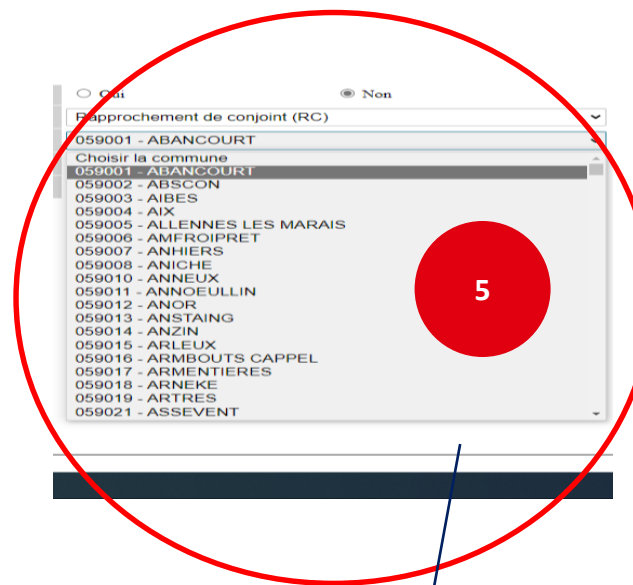 Oui Non
Rapprochement de conjoint (RC)
059001 - ABANCOURT
Choisir la commune
059001 - ABANCOURT
059002 - ABSCON
059003 - AIBES
059004 - AIX
059005 - ALLENNES LES MARAIS
059006 - AMFROIPRET
059007 - ANHIERS
059008 - ANICHE
059010 - ANNEUX
059011 - ANNOEULLIN
059012 - ANOR
059013 - ANSTAING
059014 - ANZIN
059015 - ARLEUX
059016 - ARMBOUTS CAPPEL
059017 - ARMENTIERES
059018 - ARNEKE
059019 - ARTRES
059021 - ASSEVENT
5